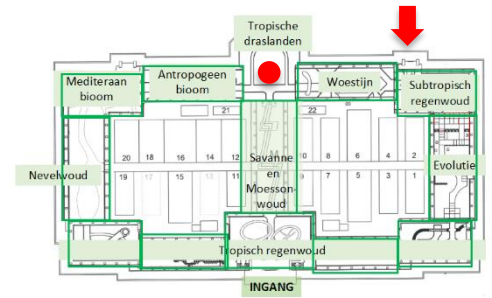 Tropische
draslanden
Mediteraan
bioom
Antropogeen
bioom
Woestijn
Subtropisch
regenwoud
21
22
20 18 16 14 12
10 8 6 4 2
Nevelwoud
Savanne
en
Moesson-
woud
Evolutie
19 17 15 13 11
9 7 5 3 1
Tropisch regenwoud
INGANG